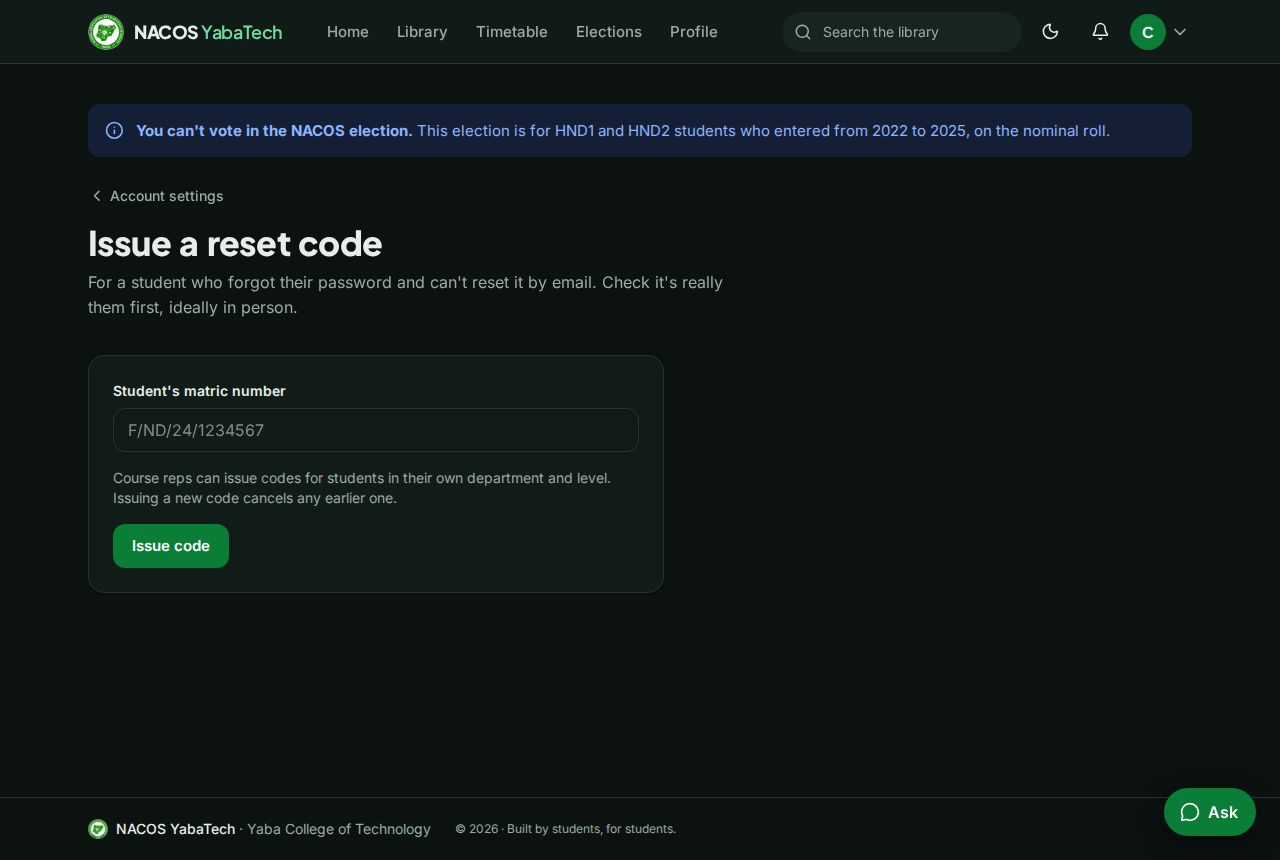 NACOS YabaTech
Home
Library
Timetable
Elections
Profile
Search the library
C
You can't vote in the NACOS election. This election is for HND1 and HND2 students who entered from 2022 to 2025, on the nominal roll.
Account settings
Issue a reset code
For a student who forgot their password and can't reset it by email. Check it's really
them first, ideally in person.
Student's matric number
F/ND/24/1234567
Course reps can issue codes for students in their own department and level.
Issuing a new code cancels any earlier one.
Issue code
NACOS YabaTech · Yaba College of Technology
© 2026 · Built by students, for students.
Ask